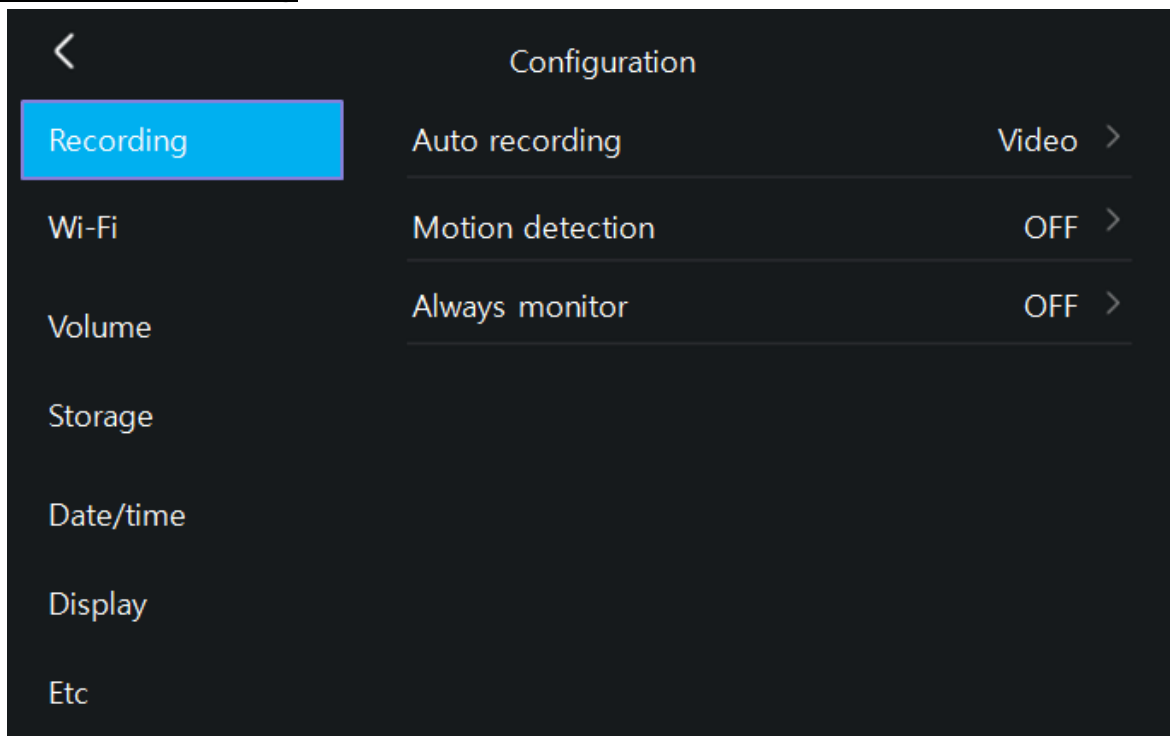 Configuration
Recording
Auto recording Video
Wi-Fi
Motion detection OFF
Always monitor OFF
Volume
Storage
Date/time
Display
Etc